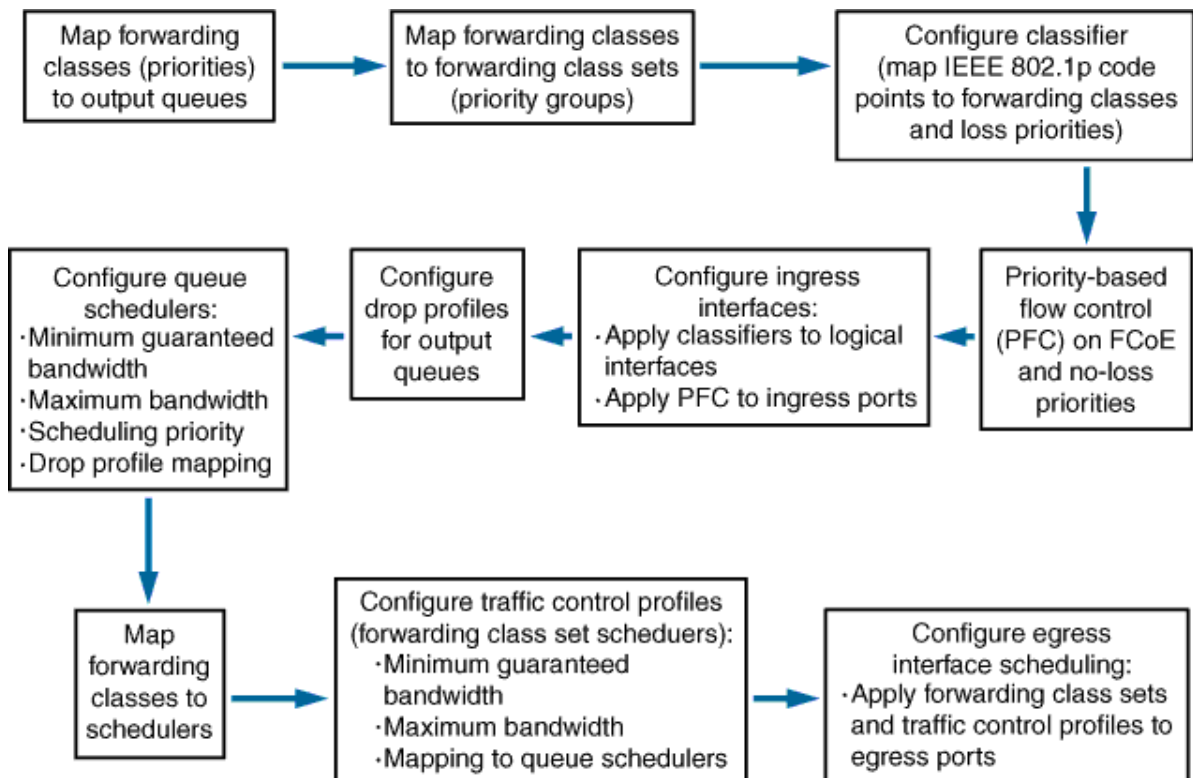 Map forwarding
classes (priorities)
to output queues
Map forwarding classes
to forwarding class sets
(priority groups)
Configure classifier
(map IEEE 802.1p code
points to forwarding classes
and loss priorities)
Priority-based
flow control
(PFC) on FCoE
and no-loss
priorities
Configure ingress
interfaces:
·Apply classifiers to logical
interfaces
·Apply PFC to ingress ports
Configure
drop profiles
for output
queues
Configure queue
schedulers:
·Minimum guaranteed
bandwidth
·Maximum bandwidth
·Scheduling priority
·Drop profile mapping
Map
forwarding
classes to
schedulers
Configure traffic control profiles
(forwarding class set scheduers):
·Minimum guaranteed
bandwidth
·Maximum bandwidth
·Mapping to queue schedulers
Configure egress
interface scheduling:
·Apply forwarding class sets
and traffic control profiles to
egress ports